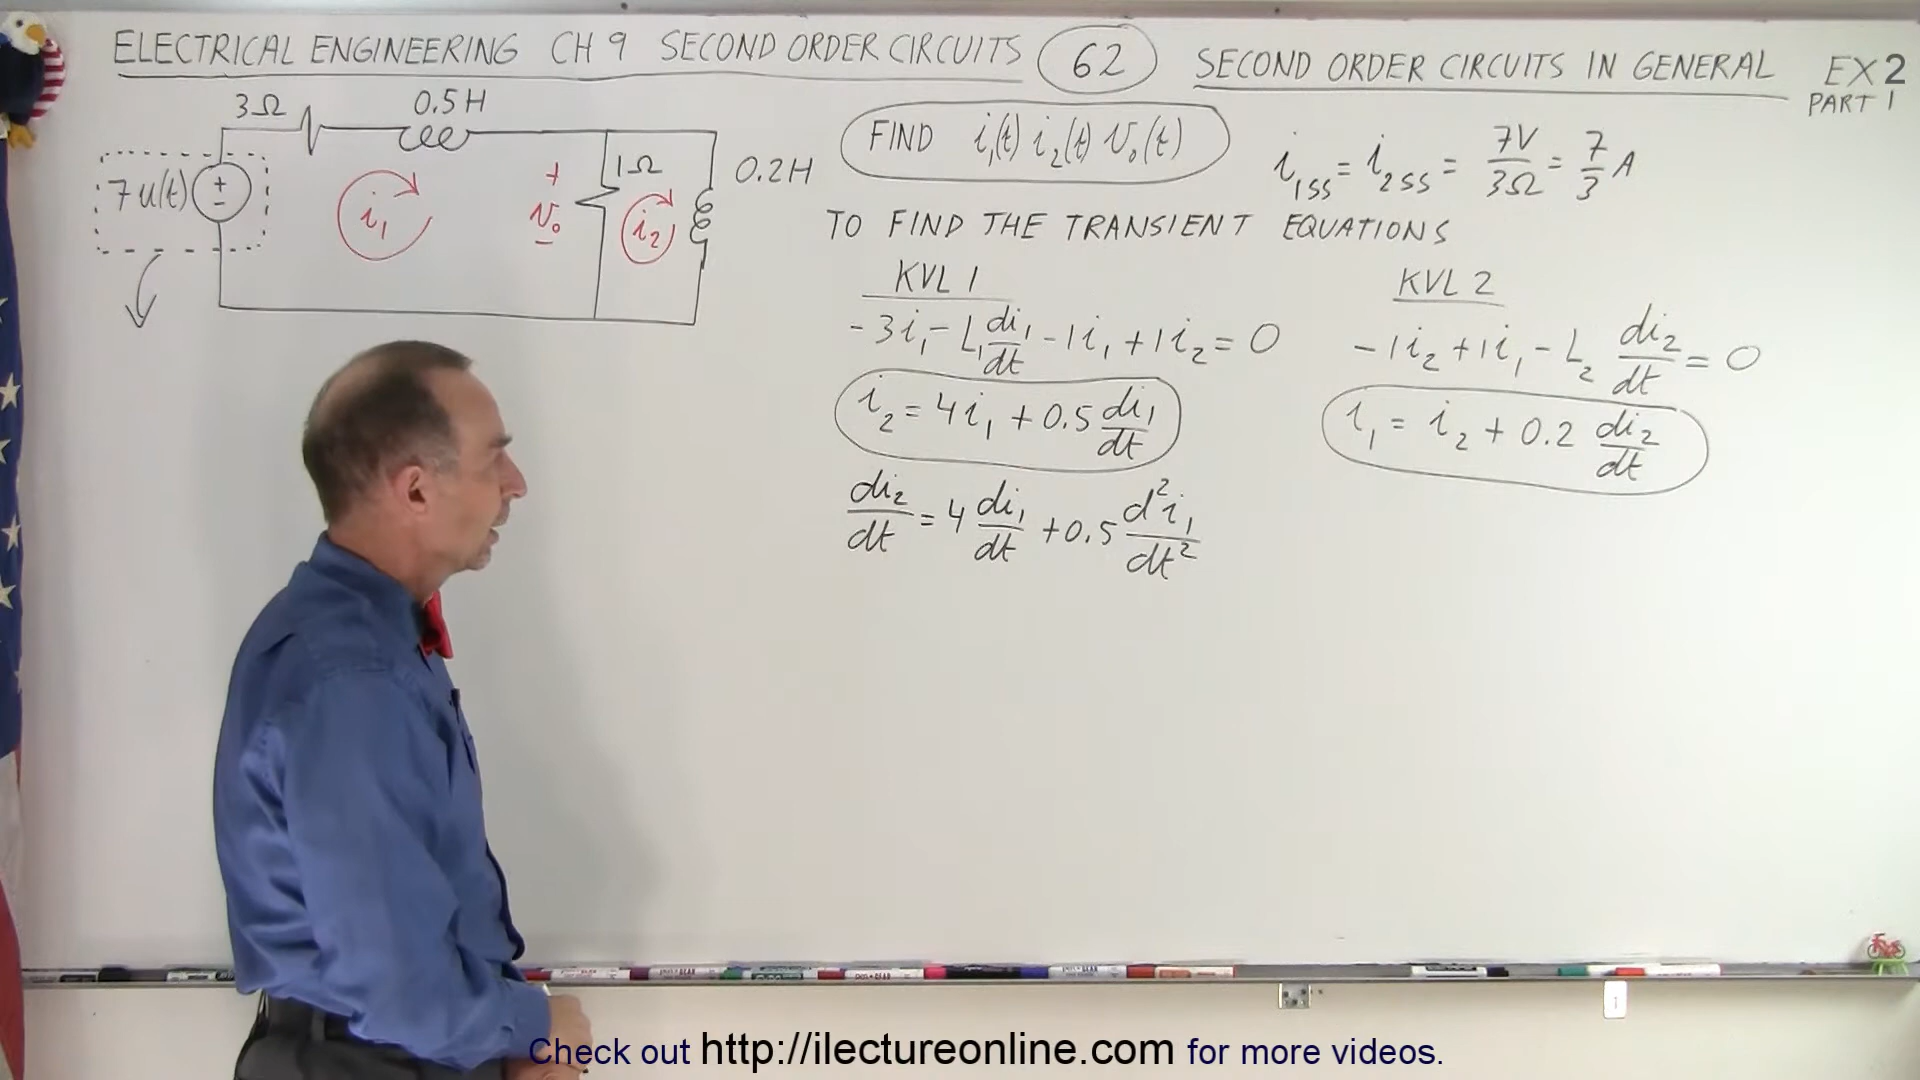 ELECTRICAL ENGINEERING CH 9 SECOND ORDER CIRCUITS 62 SECOND ORDER CIRCUITS IN GENERAL EX 2
PART 1
3Ω 0.5H
7u(t) + - i₁ + v₀ - 1Ω i₂ 0.2H
FIND i₁(t) i₂(t) v₀(t)
i₁SS = i₂SS = 7V/3Ω = 7/3 A
TO FIND THE TRANSIENT EQUATIONS
KVL 1
-3i₁ - L₁ di₁/dt - 1i₁ + 1i₂ = 0
i₂ = 4i₁ + 0.5 di₁/dt
di₂/dt = 4 di₁/dt + 0.5 d²i₁/dt²
KVL 2
-1i₂ + 1i₁ - L₂ di₂/dt = 0
i₁ = i₂ + 0.2 di₂/dt
Check out http://ilectureonline.com for more videos.